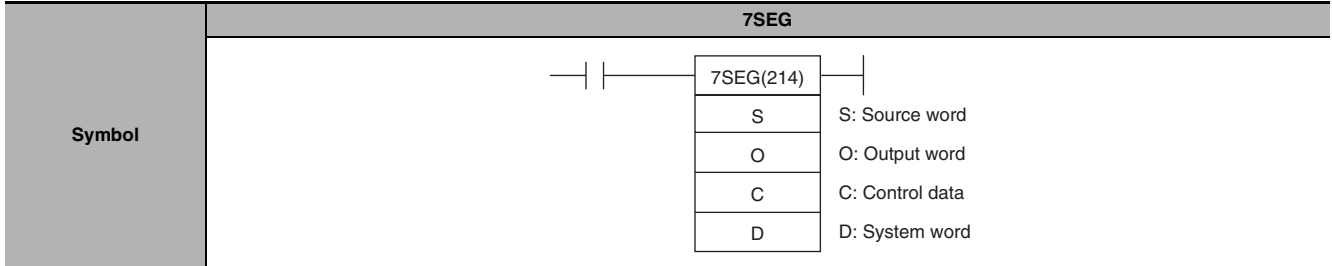 7SEG
Symbol
7SEG(214)
S S: Source word
O O: Output word
C C: Control data
D D: System word